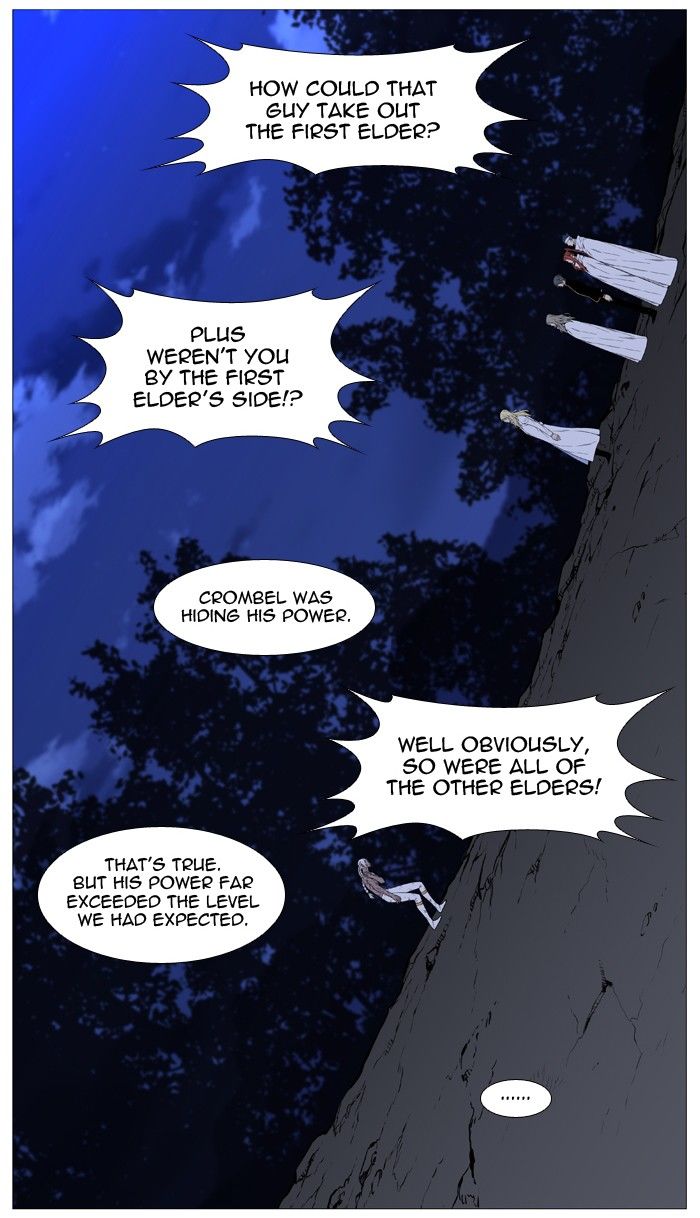 HOW COULD THAT
GUY TAKE OUT
THE FIRST ELDER?
PLUS
WEREN'T YOU
BY THE FIRST
ELDER'S SIDE!?
CROMBEL WAS
HIDING HIS POWER.
WELL OBVIOUSLY,
SO WERE ALL OF
THE OTHER ELDERS!
THAT'S TRUE.
BUT HIS POWER FAR
EXCEEDED THE LEVEL
WE HAD EXPECTED.
......